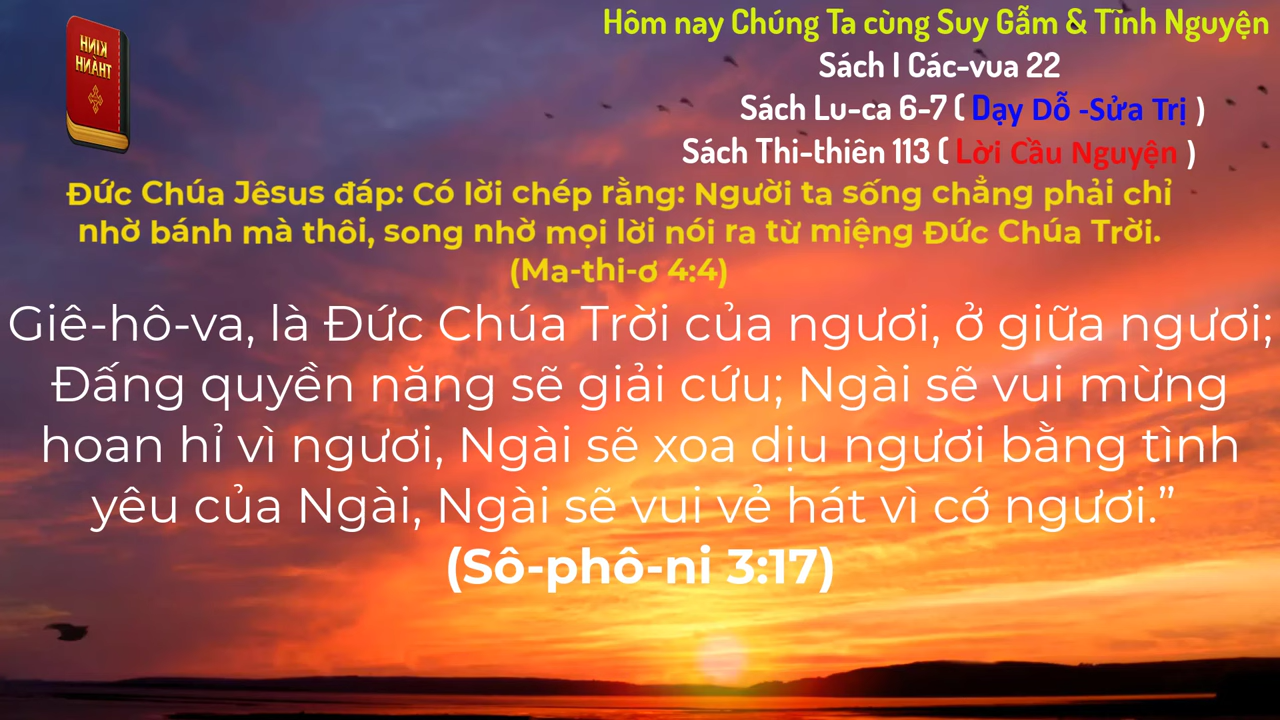 KINH
THÁNH
Hôm nay Chúng Ta cùng Suy Gẫm & Tĩnh Nguyện
Sách I Các-vua 22
Sách Lu-ca 6-7 ( Dạy Dỗ -Sửa Trị )
Sách Thi-thiên 113 ( Lời Cầu Nguyện )
Đức Chúa Jêsus đáp: Có lời chép rằng: Người ta sống chẳng phải chỉ
nhờ bánh mà thôi, song nhờ mọi lời nói ra từ miệng Đức Chúa Trời.
(Ma-thi-ơ 4:4)
Giê-hô-va, là Đức Chúa Trời của ngươi, ở giữa ngươi;
Đấng quyền năng sẽ giải cứu; Ngài sẽ vui mừng
hoan hỉ vì ngươi, Ngài sẽ xoa dịu ngươi bằng tình
yêu của Ngài, Ngài sẽ vui vẻ hát vì cớ ngươi.”
(Sô-phô-ni 3:17)